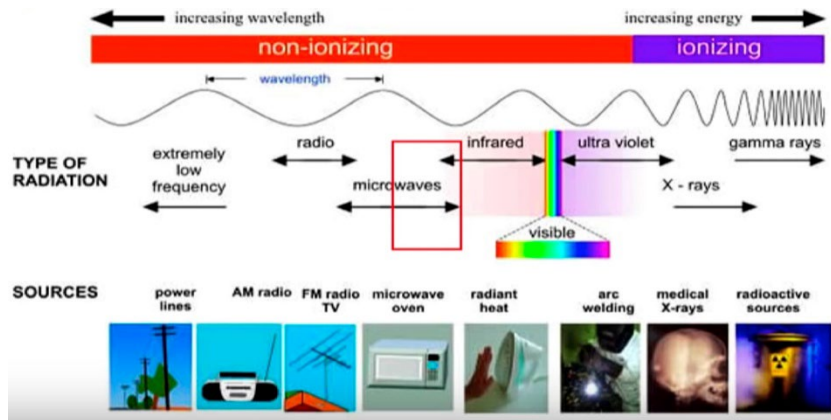 increasing wavelength
increasing energy
non-ionizing
ionizing
wavelength
TYPE OF
RADIATION
extremely
low
frequency
radio
microwaves
infrared
visible
ultra violet
X - rays
gamma rays
SOURCES
power
lines
AM radio
FM radio
TV
microwave
oven
radiant
heat
arc
welding
medical
X-rays
radioactive
sources